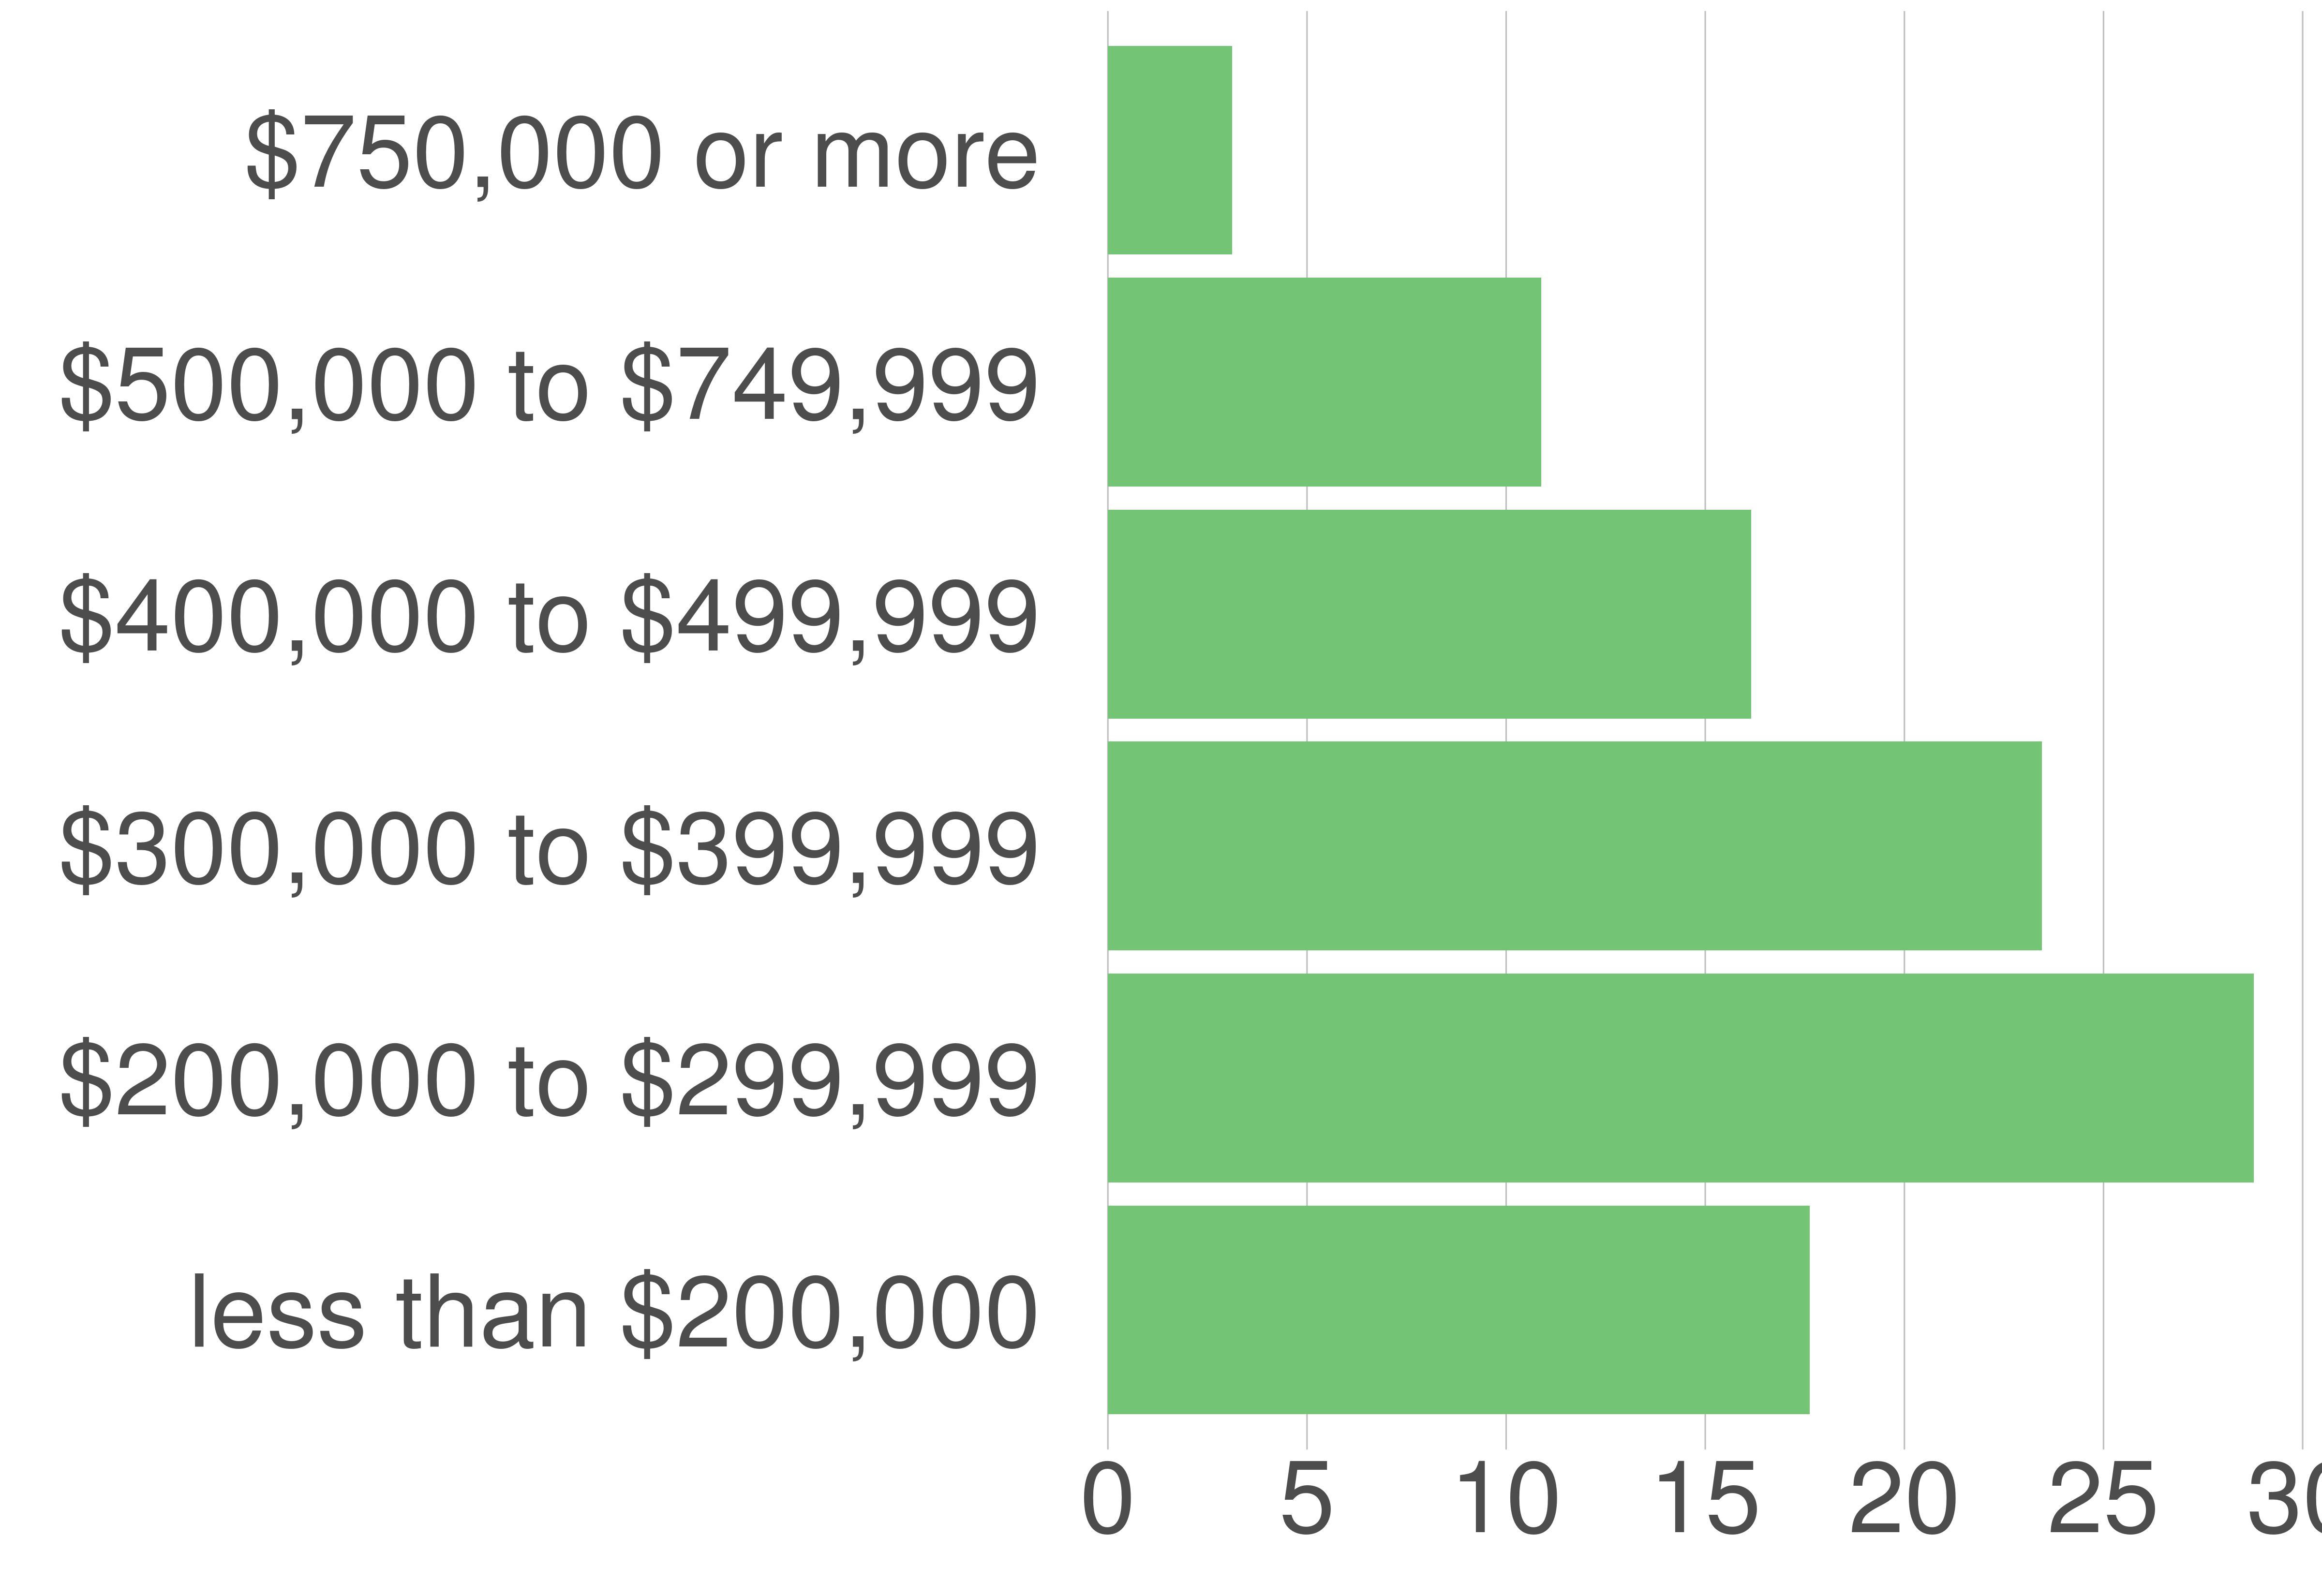 $750,000 or more
$500,000 to $749,999
$400,000 to $499,999
$300,000 to $399,999
$200,000 to $299,999
less than $200,000
0 5 10 15 20 25 30